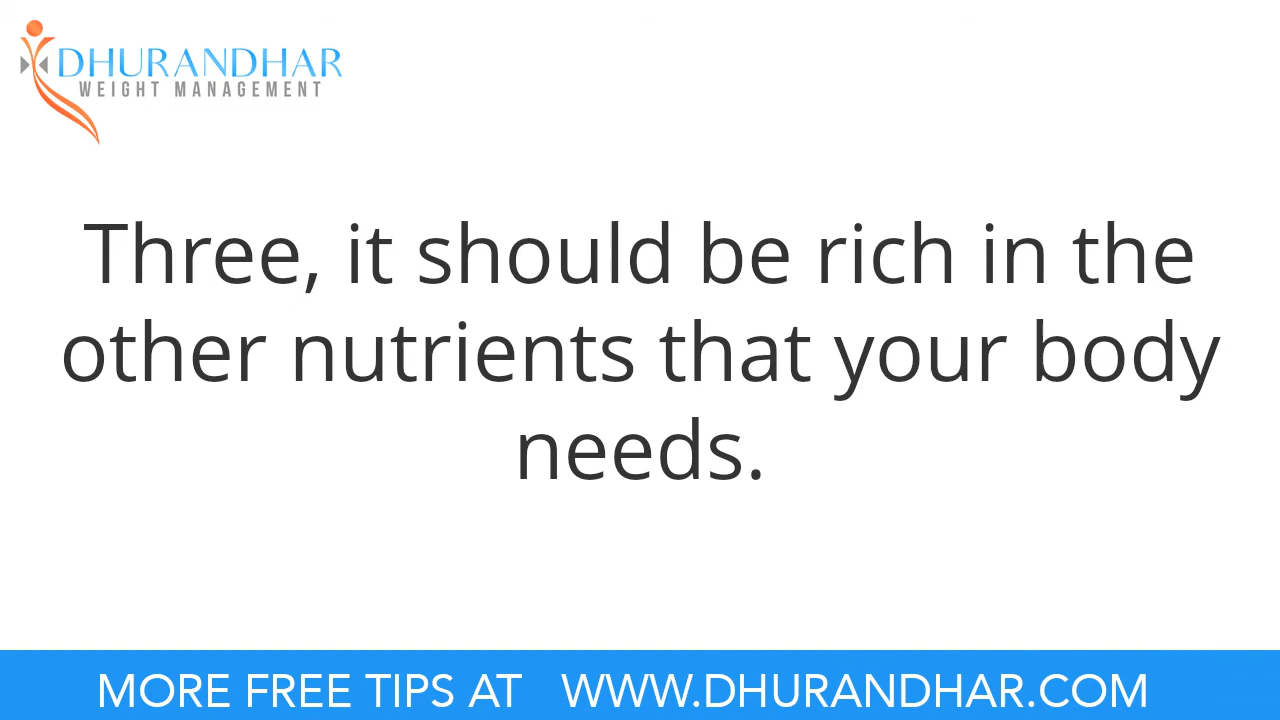 DHURANDHAR
WEIGHT MANAGEMENT
Three, it should be rich in the
other nutrients that your body
needs.
MORE FREE TIPS AT WWW.DHURANDHAR.COM